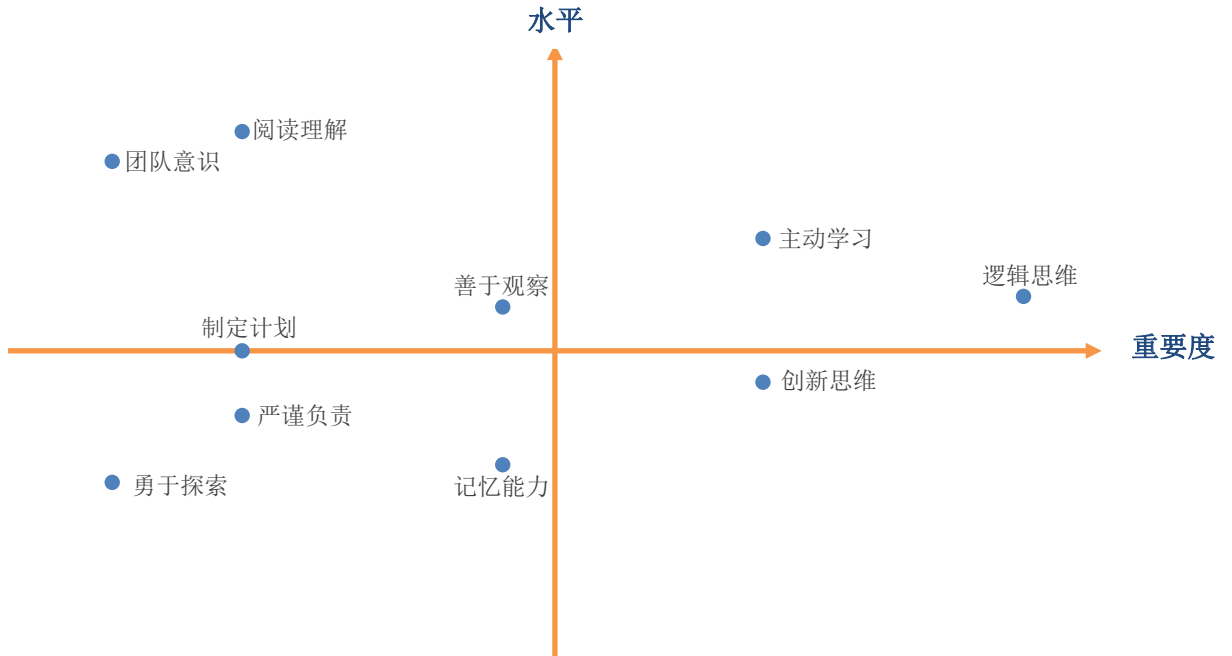 水平
阅读理解
团队意识
主动学习
逻辑思维
善于观察
制定计划
重要度
创新思维
严谨负责
勇于探索
记忆能力